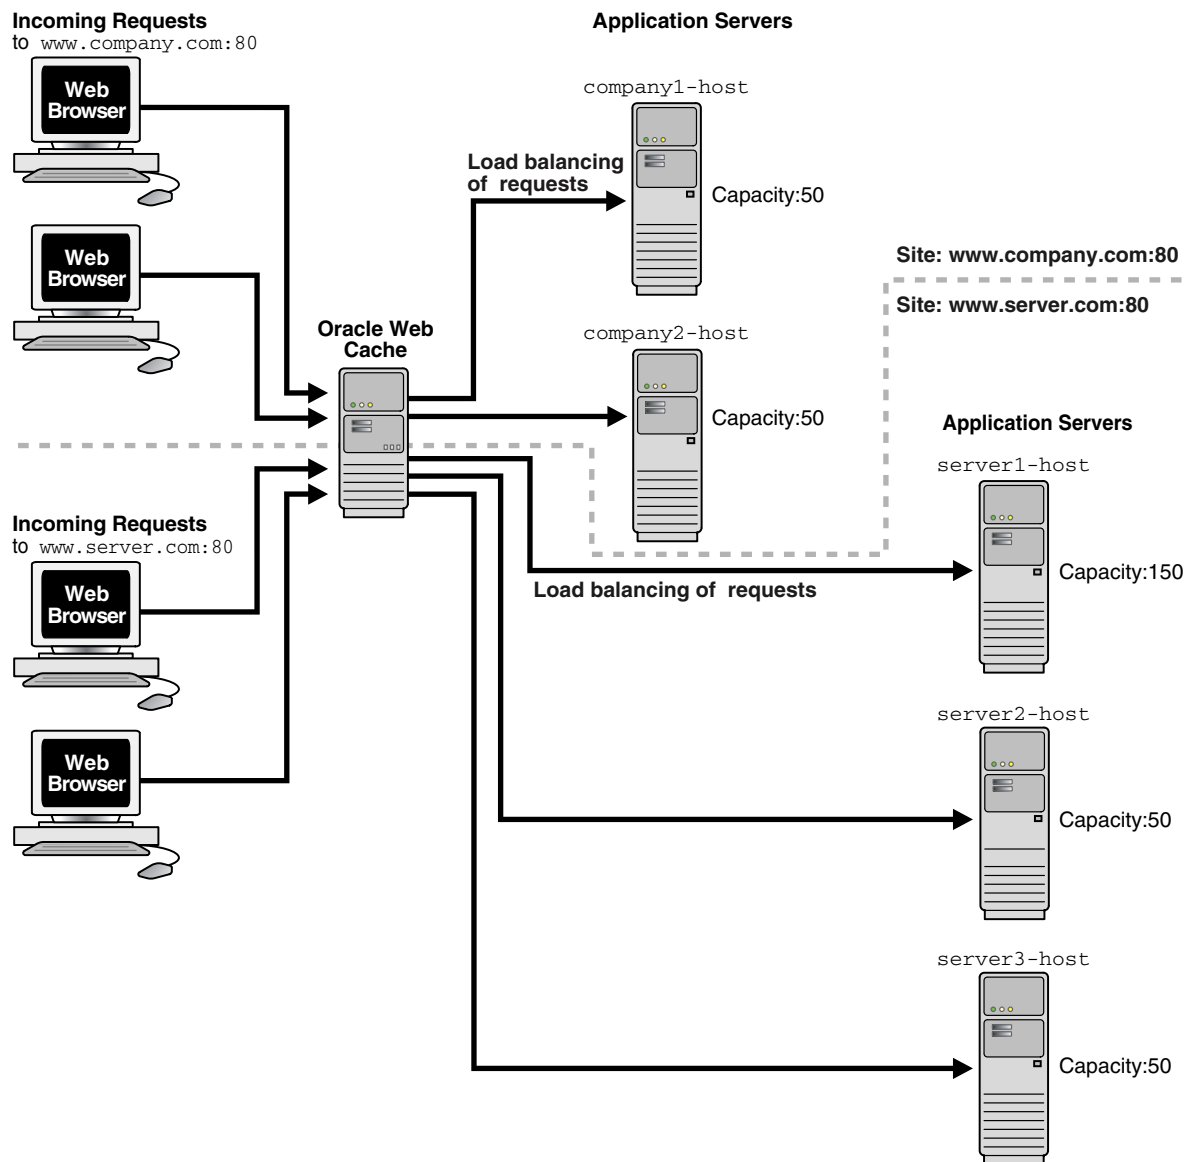 Incoming Requests
to www.company.com:80
Web
Browser
Web
Browser
Application Servers
company1-host
Load balancing
of requests
Capacity:50
Site: www.company.com:80
Site: www.server.com:80
Oracle Web
Cache
company2-host
Capacity:50
Application Servers
server1-host
Capacity:150
Incoming Requests
to www.server.com:80
Web
Browser
Web
Browser
Load balancing of requests
server2-host
Capacity:50
server3-host
Capacity:50